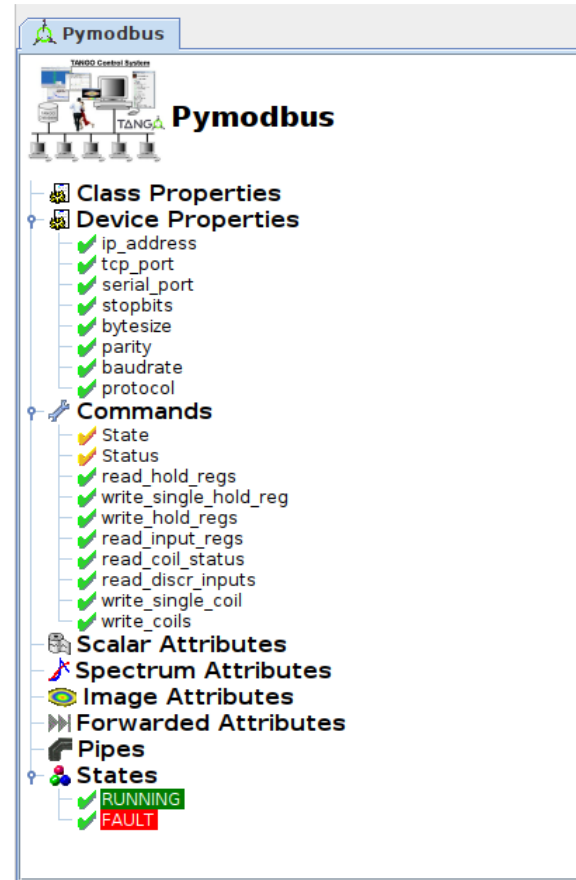 Pymodbus
TANGO Control System
TANGO
Pymodbus
Class Properties
Device Properties
ip_address
tcp_port
serial_port
stopbits
bytesize
parity
baudrate
protocol
Commands
State
Status
read_hold_regs
write_single_hold_reg
write_hold_regs
read_input_regs
read_coil_status
read_discr_inputs
write_single_coil
write_coils
Scalar Attributes
Spectrum Attributes
Image Attributes
Forwarded Attributes
Pipes
States
RUNNING
FAULT